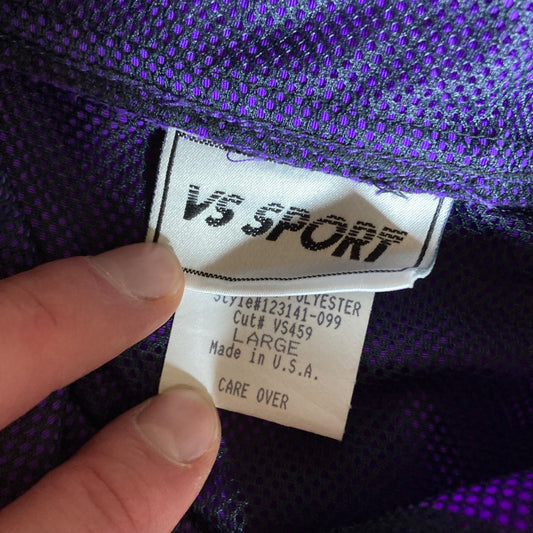 VS SPORT
POLYESTER
Style#123141-099
Cut# VS459
LARGE
Made in U.S.A.
CARE OVER